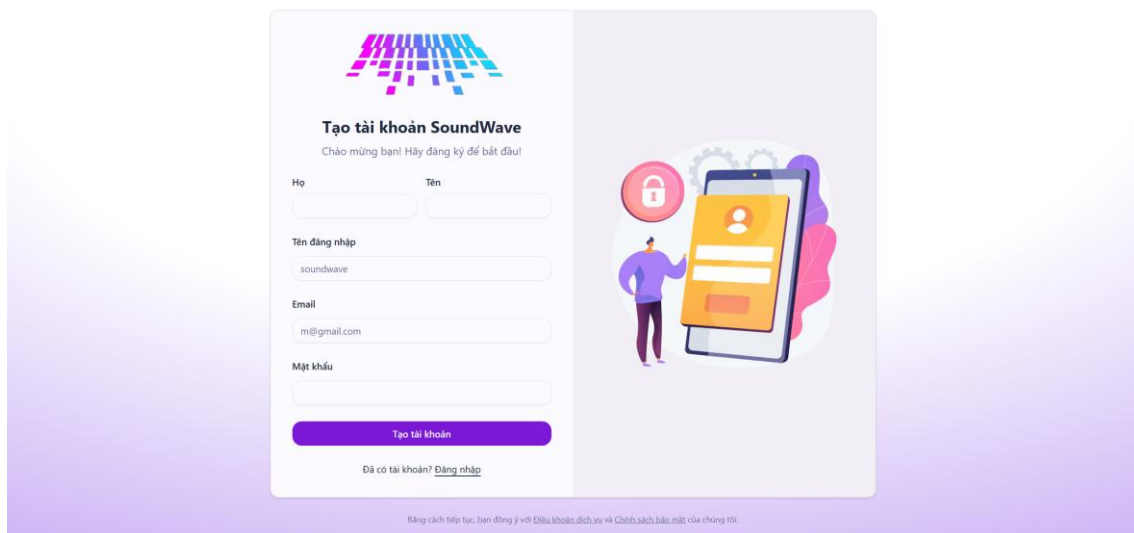 Tạo tài khoản SoundWave
Chào mừng bạn! Hãy đăng ký để bắt đầu!
Họ Tên
Tên đăng nhập
soundwave
Email
m@gmail.com
Mật khẩu
Tạo tài khoản
Đã có tài khoản? Đăng nhập
Bằng cách tiếp tục, bạn đồng ý với Điều khoản dịch vụ và Chính sách bảo mật của chúng tôi.